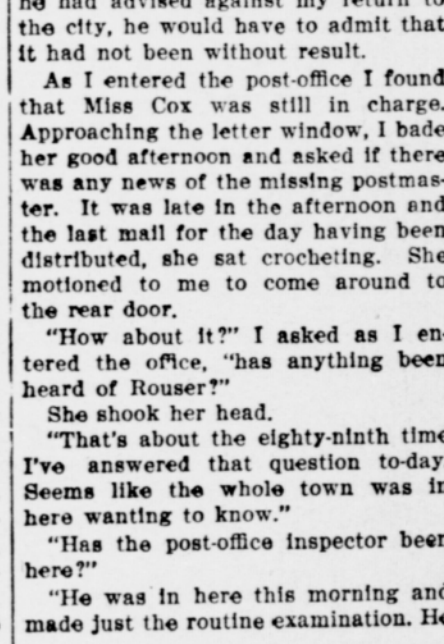 he had advised against my return to
the city, he would have to admit that
it had not been without result.
As I entered the post-office I found
that Miss Cox was still in charge.
Approaching the letter window, I bade
her good afternoon and asked if there
was any news of the missing postmas-
ter. It was late in the afternoon and
the last mail for the day having been
distributed, she sat crocheting. She
motioned to me to come around to
the rear door.
"How about it?" I asked as I en-
tered the office, "has anything been
heard of Rouser?"
She shook her head.
"That's about the eighty-ninth time
I've answered that question to-day
Seems like the whole town was in
here wanting to know."
"Has the post-office inspector been
here?"
"He was in here this morning and
made just the routine examination. He